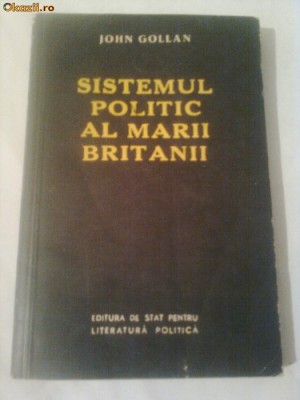 Okazii.ro
JOHN GOLLAN
SISTEMUL
POLITIC
AL MARII
BRITANII
EDITURA DE STAT PENTRU
LITERATURĂ POLITICĂ